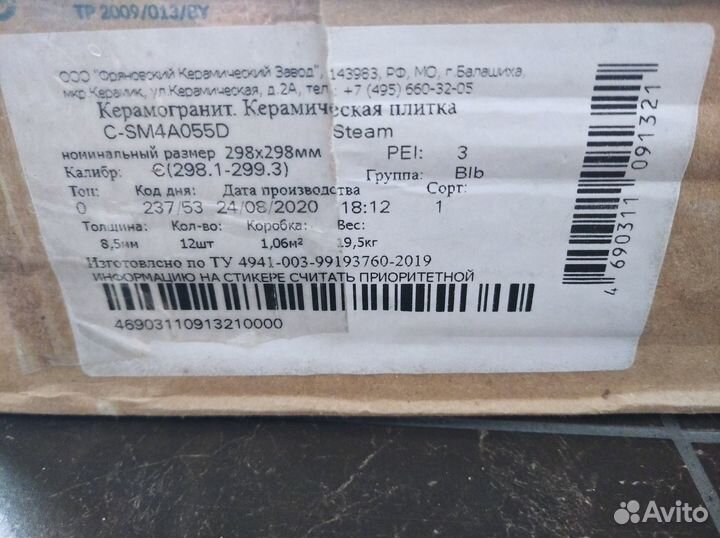 ТР 2009/013/BY
ООО "Фряновский Керамический Завод", 143983, РФ, МО, г.Балашиха,
мкр.Керамик, ул.Керамическая, д.2А, тел.: +7 (495) 660-32-05
Керамогранит. Керамическая плитка
C-SM4A055D Steam
номинальный размер 298x298мм PEI: 3
Калибр: Є(298.1-299.3) Группа: BIb
Тон: Код дня: Дата производства Сорт:
0 237/53 24/08/2020 18:12 1
Толщина: Кол-во: Коробка: Вес:
8,5мм 12шт 1,06м² 19,5кг
Изготовлено по ТУ 4941-003-99193760-2019
ИНФОРМАЦИЮ НА СТИКЕРЕ СЧИТАТЬ ПРИОРИТЕТНОЙ
46903110913210000
4 690311 091321
Avito